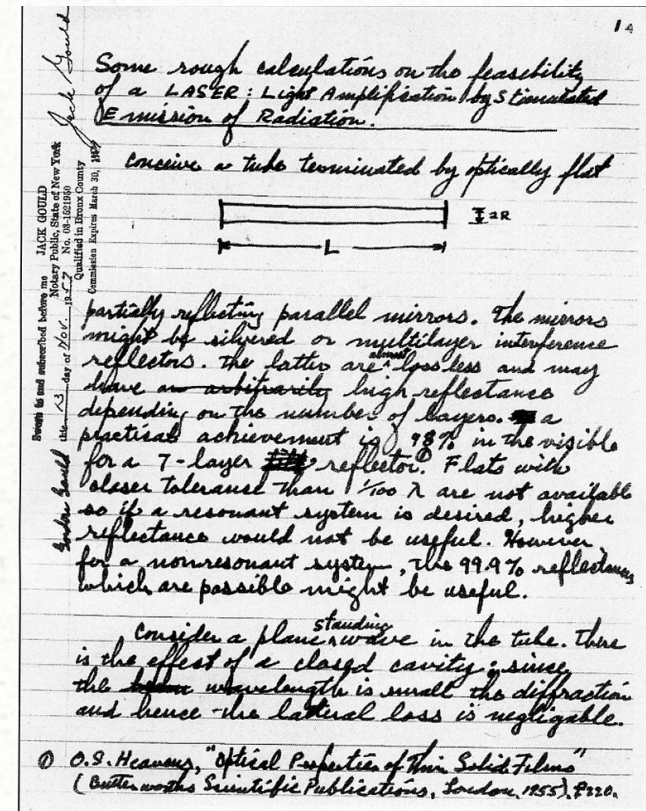 14
Some rough calculations on the feasibility
of a LASER: Light Amplification by Stimulated
Emission of Radiation.
Conceive a tube terminated by optically flat
2R
L
partially reflecting parallel mirrors. The mirrors
might be silvered or multilayer interference
reflectors. The latter are almost lossless and may
have an arbitrarily high reflectance
depending on the number of layers. a
practical achievement is 98% in the visible
for a 7-layer reflector.① Flats with
closer tolerance than 1/100 λ are not available
so if a resonant system is desired, higher
reflectance would not be useful. However,
for a nonresonant system, the 99.9% reflectances
which are possible might be useful.
Consider a plane standing wave in the tube. There
is the effect of a closed cavity; since
the wavelength is small the diffraction
and hence the lateral loss is negligable.
① O.S. Heavens, "Optical Properties of Thin Solid Films"
(Butterworths Scientific Publications, London, 1955), P220.
Sworn to and subscribed before me
this 13 day of Nov. 1957
Gordon Gould
JACK GOULD
Notary Public, State of New York
No. 03-1521950
Qualified in Bronx County
Commission Expires March 30, 1959
Jack Gould